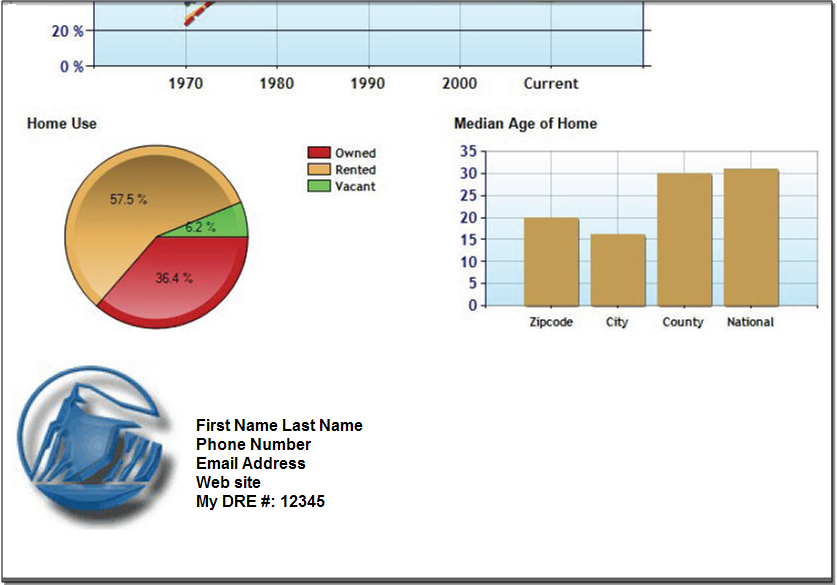 20 %
0 %
1970 1980 1990 2000 Current
Home Use
57.5 %
6.2 %
36.4 %
Owned
Rented
Vacant
Median Age of Home
35
30
25
20
15
10
5
0
Zipcode City County National
First Name Last Name
Phone Number
Email Address
Web site
My DRE #: 12345